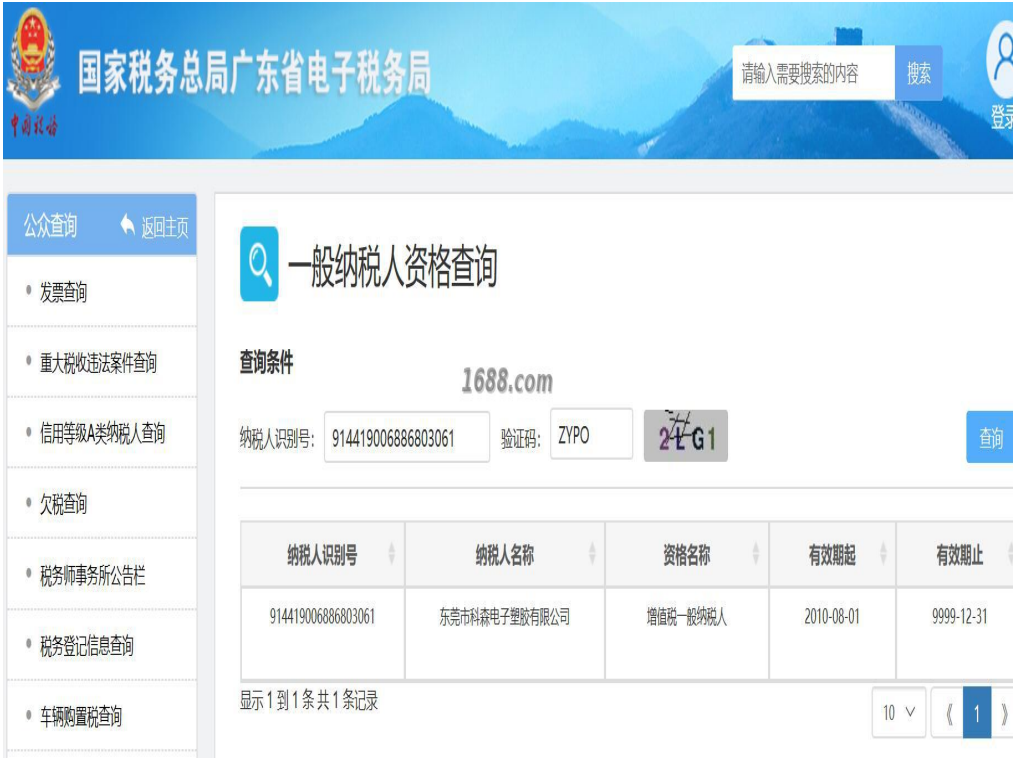 国家税务总局广东省电子税务局
请输入需要搜索的内容 搜索
中国税务
登录
公众查询 返回主页
一般纳税人资格查询
发票查询
重大税收违法案件查询
查询条件
1688.com
信用等级A类纳税人查询
纳税人识别号: 914419006886803061 验证码: ZYPO 2LG1 查询
欠税查询
纳税人识别号 纳税人名称 资格名称 有效期起 有效期止
税务师事务所公告栏
914419006886803061 东莞市科森电子塑胶有限公司 增值税一般纳税人 2010-08-01 9999-12-31
税务登记信息查询
显示 1 到 1 条 共 1 条记录
车辆购置税查询
10 《 1 》